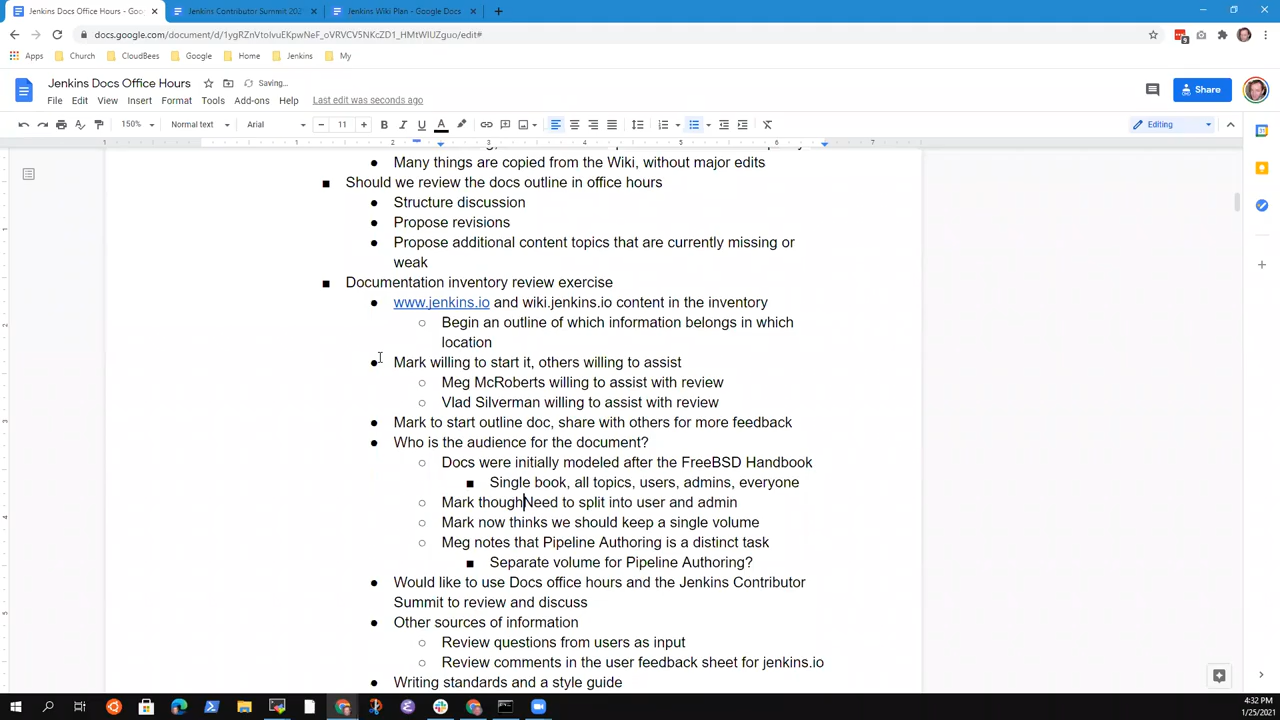 Jenkins Docs Office Hours - Goo
Jenkins Contributor Summit 202
Jenkins Wiki Plan - Google Docs
docs.google.com/document/d/1ygRZnVtoIvuEKpwNeF_oVRVCV5NKcZD1_HMtWIUZguo/edit#
Apps Church CloudBees Google Home Jenkins My
Jenkins Docs Office Hours Saving...
File Edit View Insert Format Tools Add-ons Help Last edit was seconds ago
Share
150% Normal text Arial 11 Editing
1 1 2 3 4 5 6 7
Many things are copied from the Wiki, without major edits
Should we review the docs outline in office hours
Structure discussion
Propose revisions
Propose additional content topics that are currently missing or
weak
Documentation inventory review exercise
www.jenkins.io and wiki.jenkins.io content in the inventory
Begin an outline of which information belongs in which
location
Mark willing to start it, others willing to assist
Meg McRoberts willing to assist with review
Vlad Silverman willing to assist with review
Mark to start outline doc, share with others for more feedback
Who is the audience for the document?
Docs were initially modeled after the FreeBSD Handbook
Single book, all topics, users, admins, everyone
Mark thoughNeed to split into user and admin
Mark now thinks we should keep a single volume
Meg notes that Pipeline Authoring is a distinct task
Separate volume for Pipeline Authoring?
Would like to use Docs office hours and the Jenkins Contributor
Summit to review and discuss
Other sources of information
Review questions from users as input
Review comments in the user feedback sheet for jenkins.io
Writing standards and a style guide
4:32 PM
1/25/2021